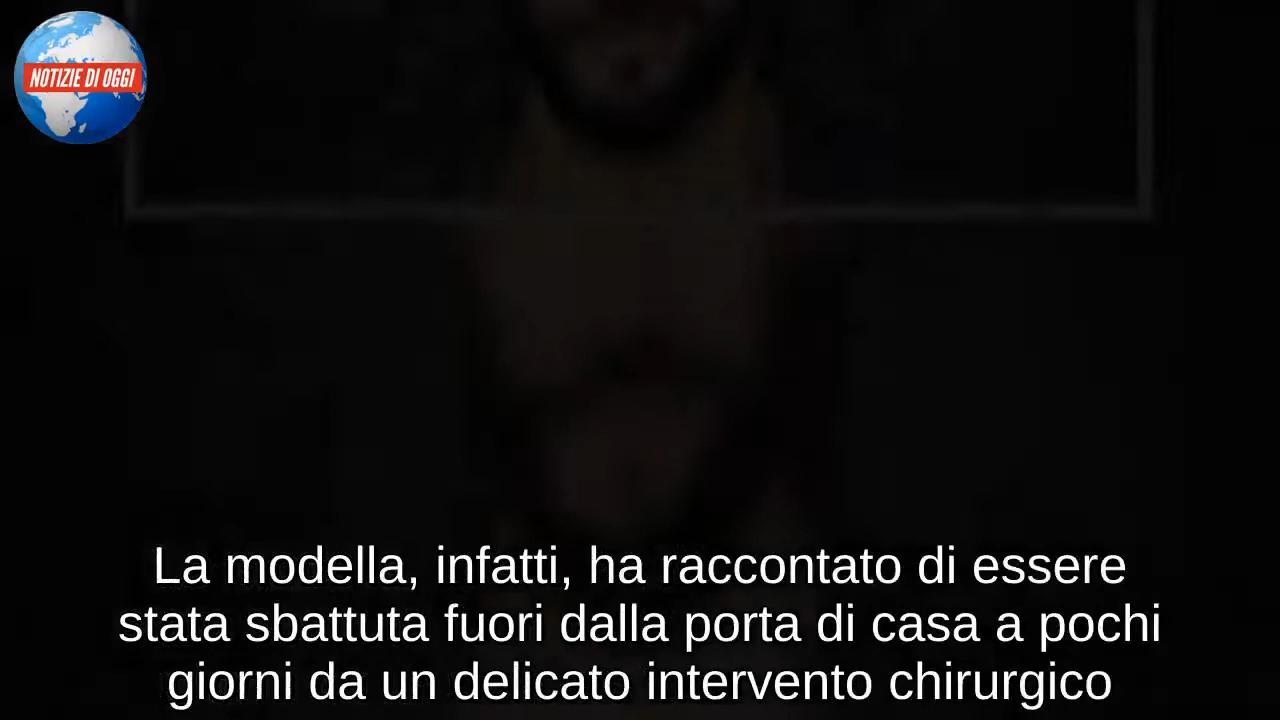 NOTIZIE DI OGGI
La modella, infatti, ha raccontato di essere
stata sbattuta fuori dalla porta di casa a pochi
giorni da un delicato intervento chirurgico